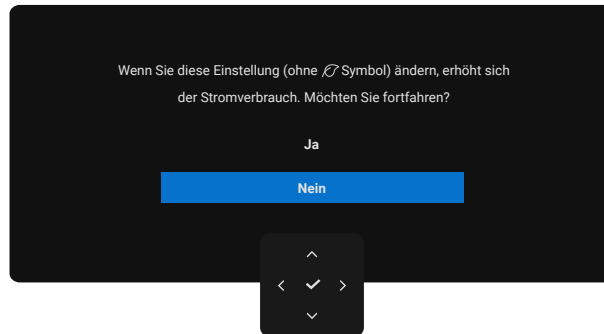 Wenn Sie diese Einstellung (ohne Symbol) ändern, erhöht sich
der Stromverbrauch. Möchten Sie fortfahren?
Ja
Nein